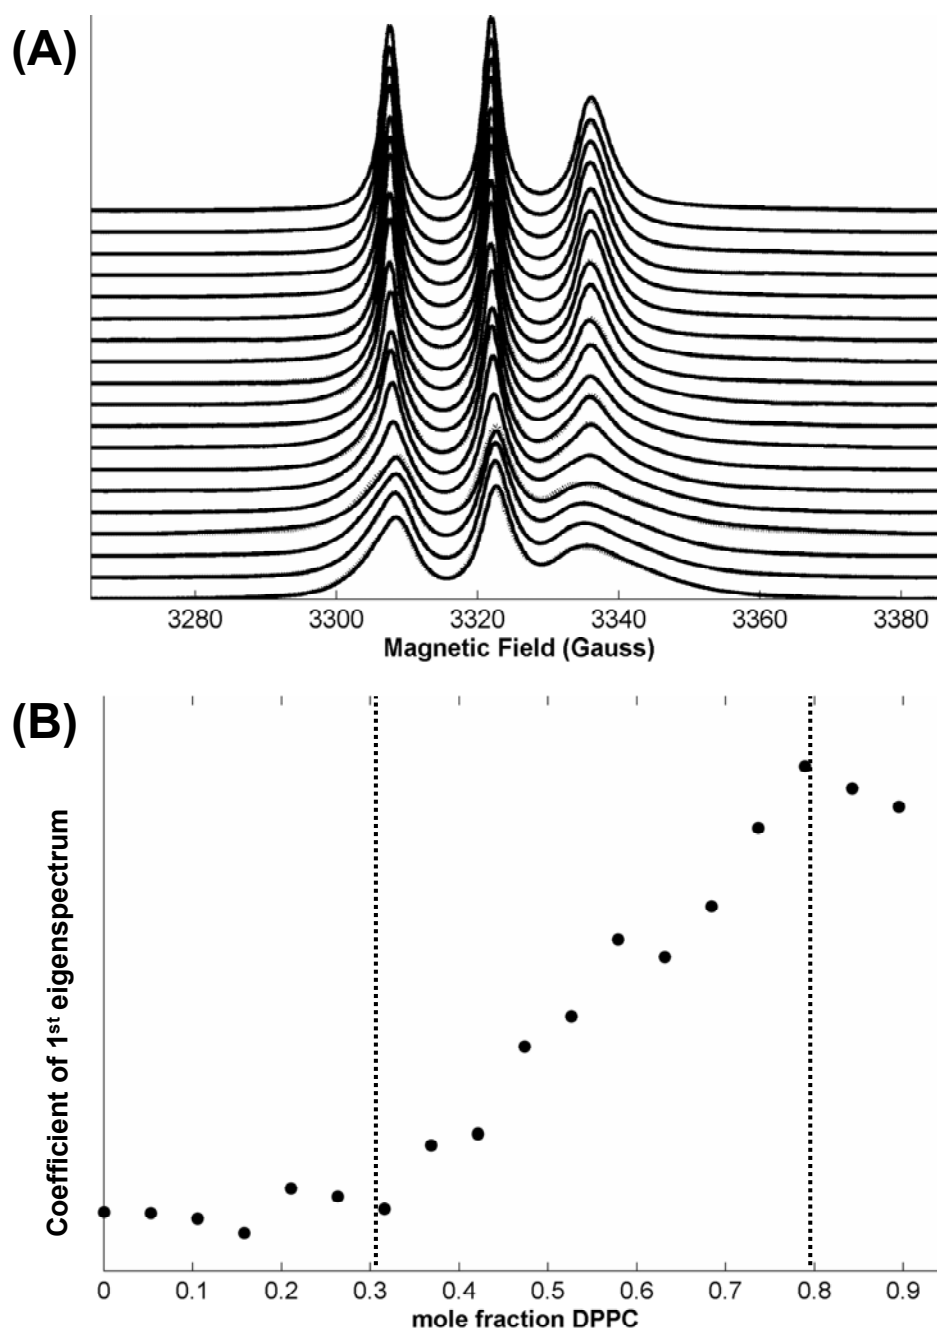 (A)
3280 3300 3320 3340 3360 3380
Magnetic Field (Gauss)
(B)
Coefficient of 1st eigenspectrum
0 0.1 0.2 0.3 0.4 0.5 0.6 0.7 0.8 0.9
mole fraction DPPC